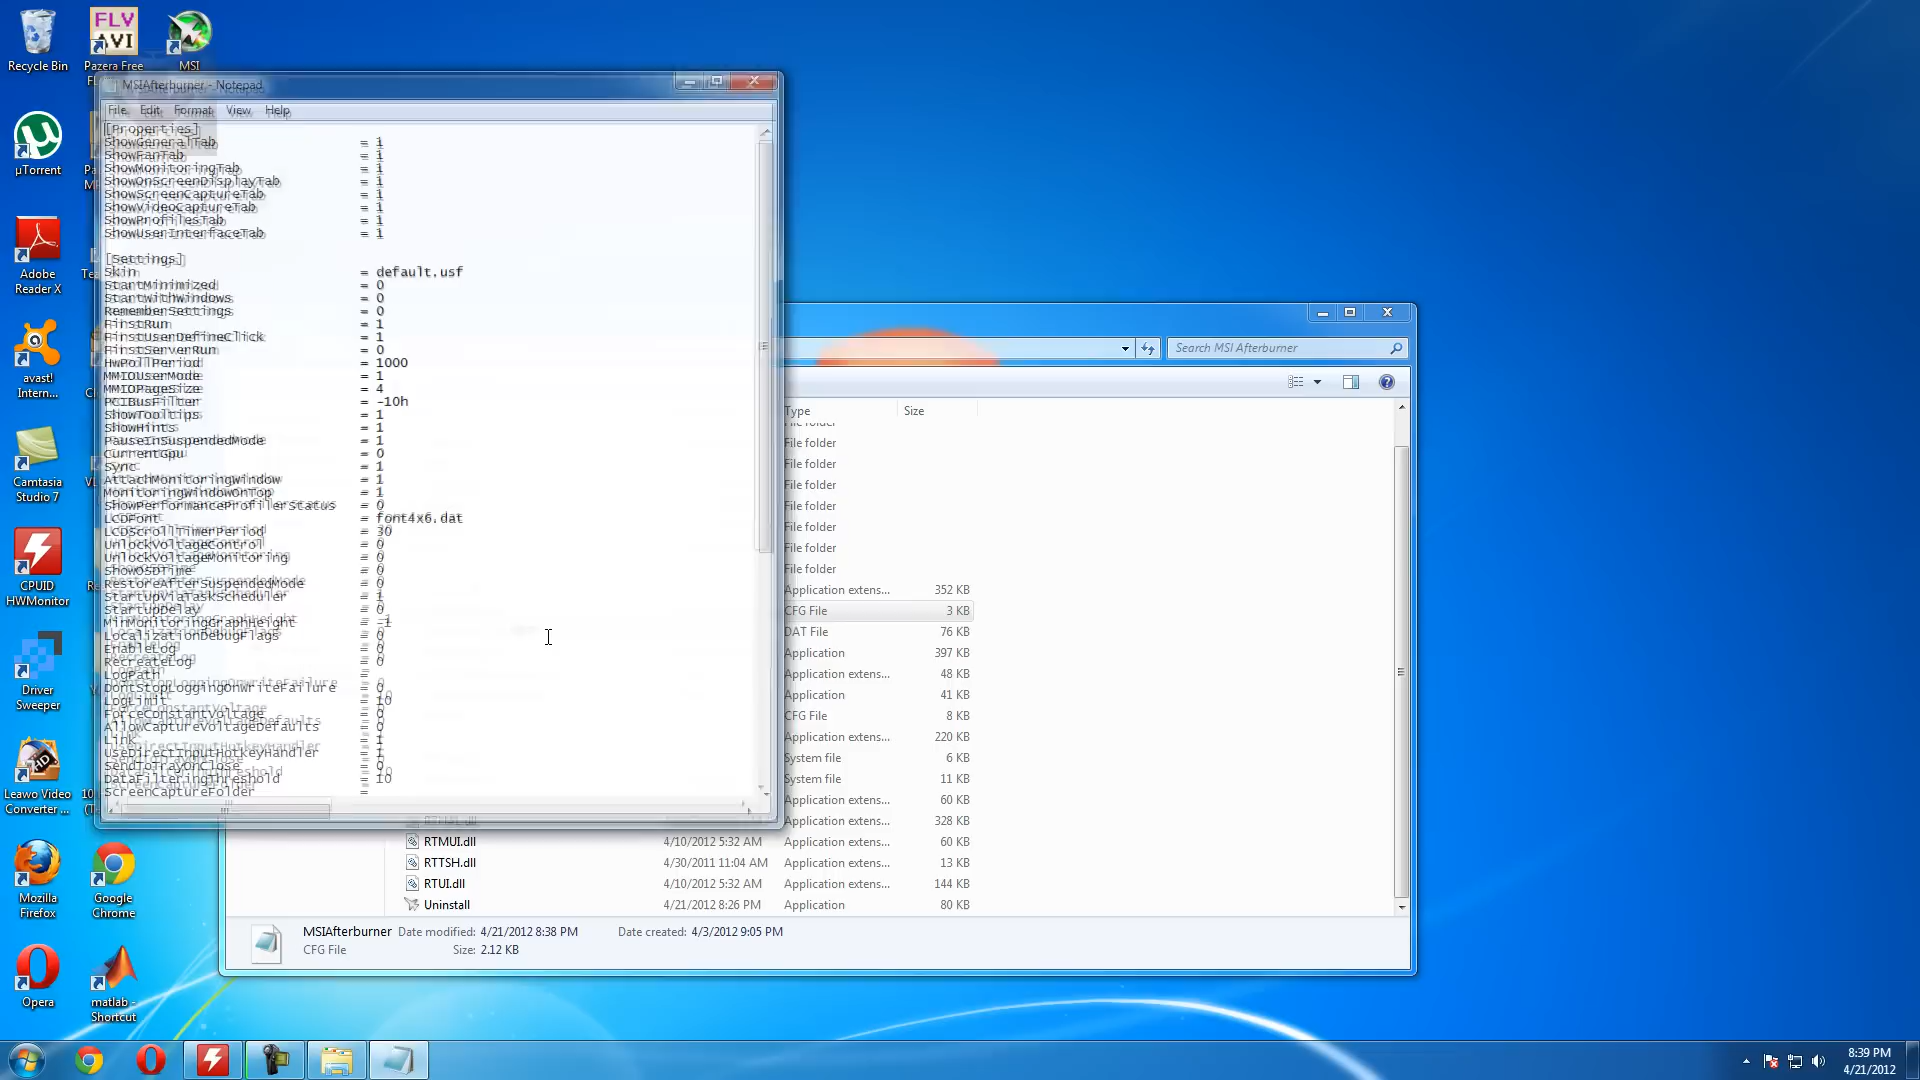 Recycle Bin
FLV
AVI
Pazera Free
MSI
µTorrent
Adobe
Reader X
avast!
Intern...
Camtasia
Studio 7
CPUID
HWMonitor
Driver
Sweeper
Leawo Video
Converter ...
Mozilla
Firefox
Google
Chrome
Opera
matlab -
Shortcut
MSIAfterburner - Notepad
File Edit Format View Help
[Properties]
ShowGeneralTab = 1
ShowFanTab = 1
ShowMonitoringTab = 1
ShowOnScreenDisplayTab = 1
ShowScreenCaptureTab = 1
ShowVideoCaptureTab = 1
ShowProfilesTab = 1
ShowUserInterfaceTab = 1
[Settings]
Skin = default.usf
StartMinimized = 0
StartWithWindows = 0
RememberSettings = 0
FirstRun = 1
FirstUserDefineClick = 1
FirstServerRun = 0
HwPollPeriod = 1000
MMIOUserMode = 1
MMIOPageSize = 4
PCIBusFilter = -10h
ShowTooltips = 1
ShowHints = 1
PauseInSuspendedMode = 1
CurrentGpu = 0
Sync = 1
AttachMonitoringWindow = 1
MonitoringWindowOnTop = 1
ShowPerformanceProfilerStatus = 0
LCDFont = font4x6.dat
LCDScrollTimerPeriod = 30
UnlockVoltageControl = 0
UnlockVoltageMonitoring = 0
ShowOSDTime = 0
RestoreAfterSuspendedMode = 0
StartupViaTaskScheduler = 1
StartupDelay = 0
MinMonitoringGraphHeight = -1
LocalizationDebugFlags = 0
EnableLog = 0
RecreateLog = 0
LogPath =
DontStopLoggingOnWriteFailure = 0
LogLimit = 10
ForceConstantVoltage = 0
AllowCaptureVoltageDefaults = 0
Link = 1
UseDirectInputHotkeyHandler = 1
SendToTrayOnClose = 0
DataFilteringThreshold = 10
ScreenCaptureFolder =
Search MSI Afterburner
Type Size
File folder
File folder
File folder
File folder
File folder
File folder
File folder
Application extens... 352 KB
CFG File 3 KB
DAT File 76 KB
Application 397 KB
Application extens... 48 KB
Application 41 KB
CFG File 8 KB
Application extens... 220 KB
System file 6 KB
System file 11 KB
Application extens... 60 KB
Application extens... 328 KB
RTMUI.dll 4/10/2012 5:32 AM Application extens... 60 KB
RTTSH.dll 4/30/2011 11:04 AM Application extens... 13 KB
RTUI.dll 4/10/2012 5:32 AM Application extens... 144 KB
Uninstall 4/21/2012 8:26 PM Application 80 KB
MSIAfterburner Date modified: 4/21/2012 8:38 PM Date created: 4/3/2012 9:05 PM
CFG File Size: 2.12 KB
8:39 PM
4/21/2012